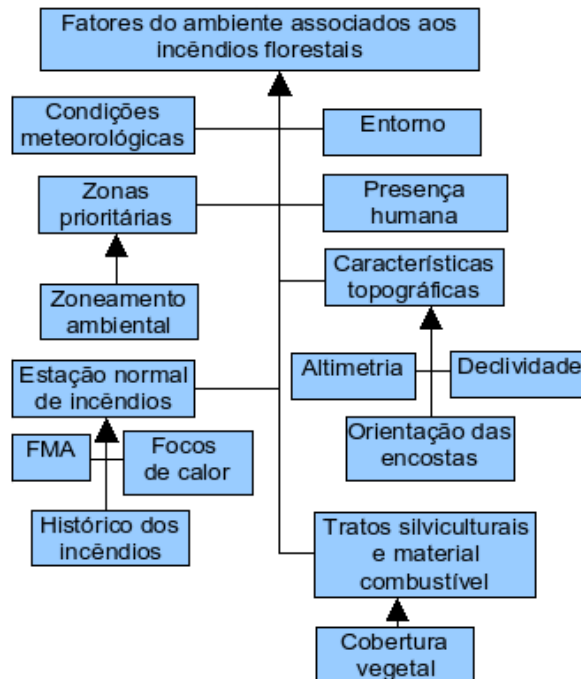 Fatores do ambiente associados aos
incêndios florestais
Condições
meteorológicas
Entorno
Zonas
prioritárias
Presença
humana
Zoneamento
ambiental
Características
topográficas
Altimetria
Declividade
Orientação das
encostas
Estação normal
de incêndios
FMA
Focos
de calor
Histórico dos
incêndios
Tratos silviculturais
e material
combustível
Cobertura
vegetal